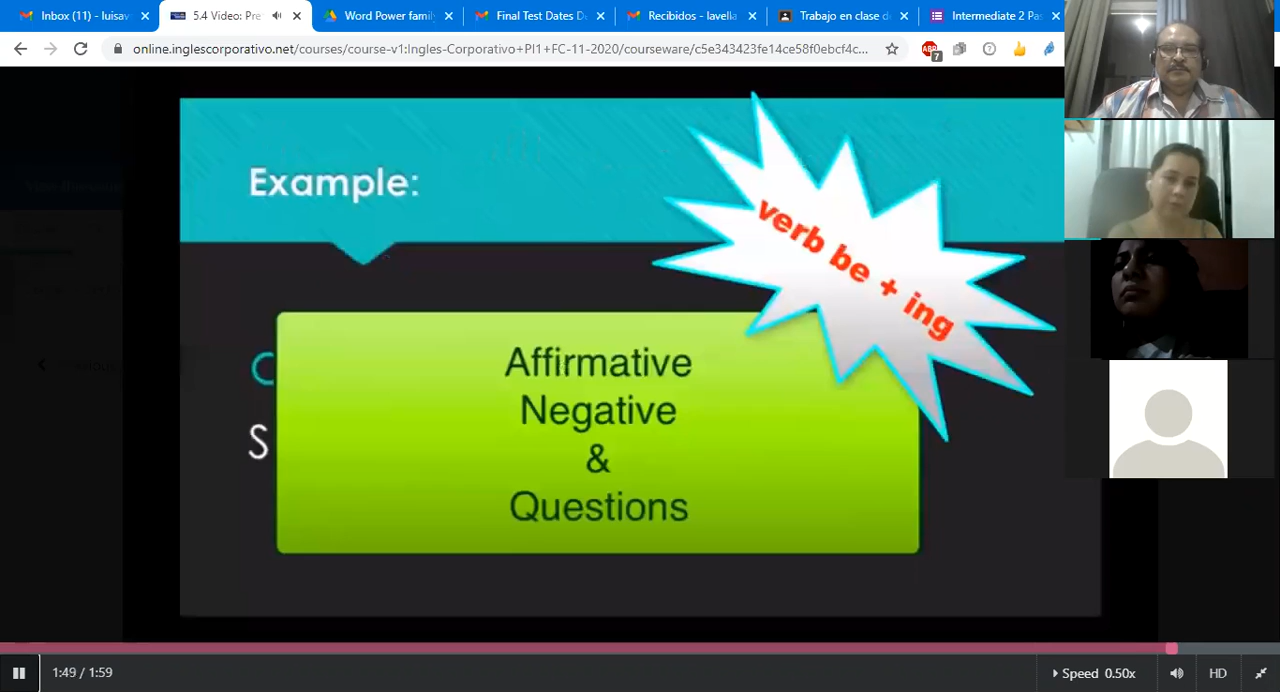 Inbox (11) - luisav
5.4 Video: Pre
Word Power famil
Final Test Dates D
Recibidos - lavella
Trabajo en clase d
Intermediate 2 Pa
online.inglescorporativo.net/courses/course-v1:Ingles-Corporativo+PI1+FC-11-2020/courseware/c5e343423fe14ce58f0ebcf4c...
ABP
7
Example:
verb be + ing
C
S
Affirmative
Negative
&
Questions
1:49 / 1:59
Speed 0.50x
HD